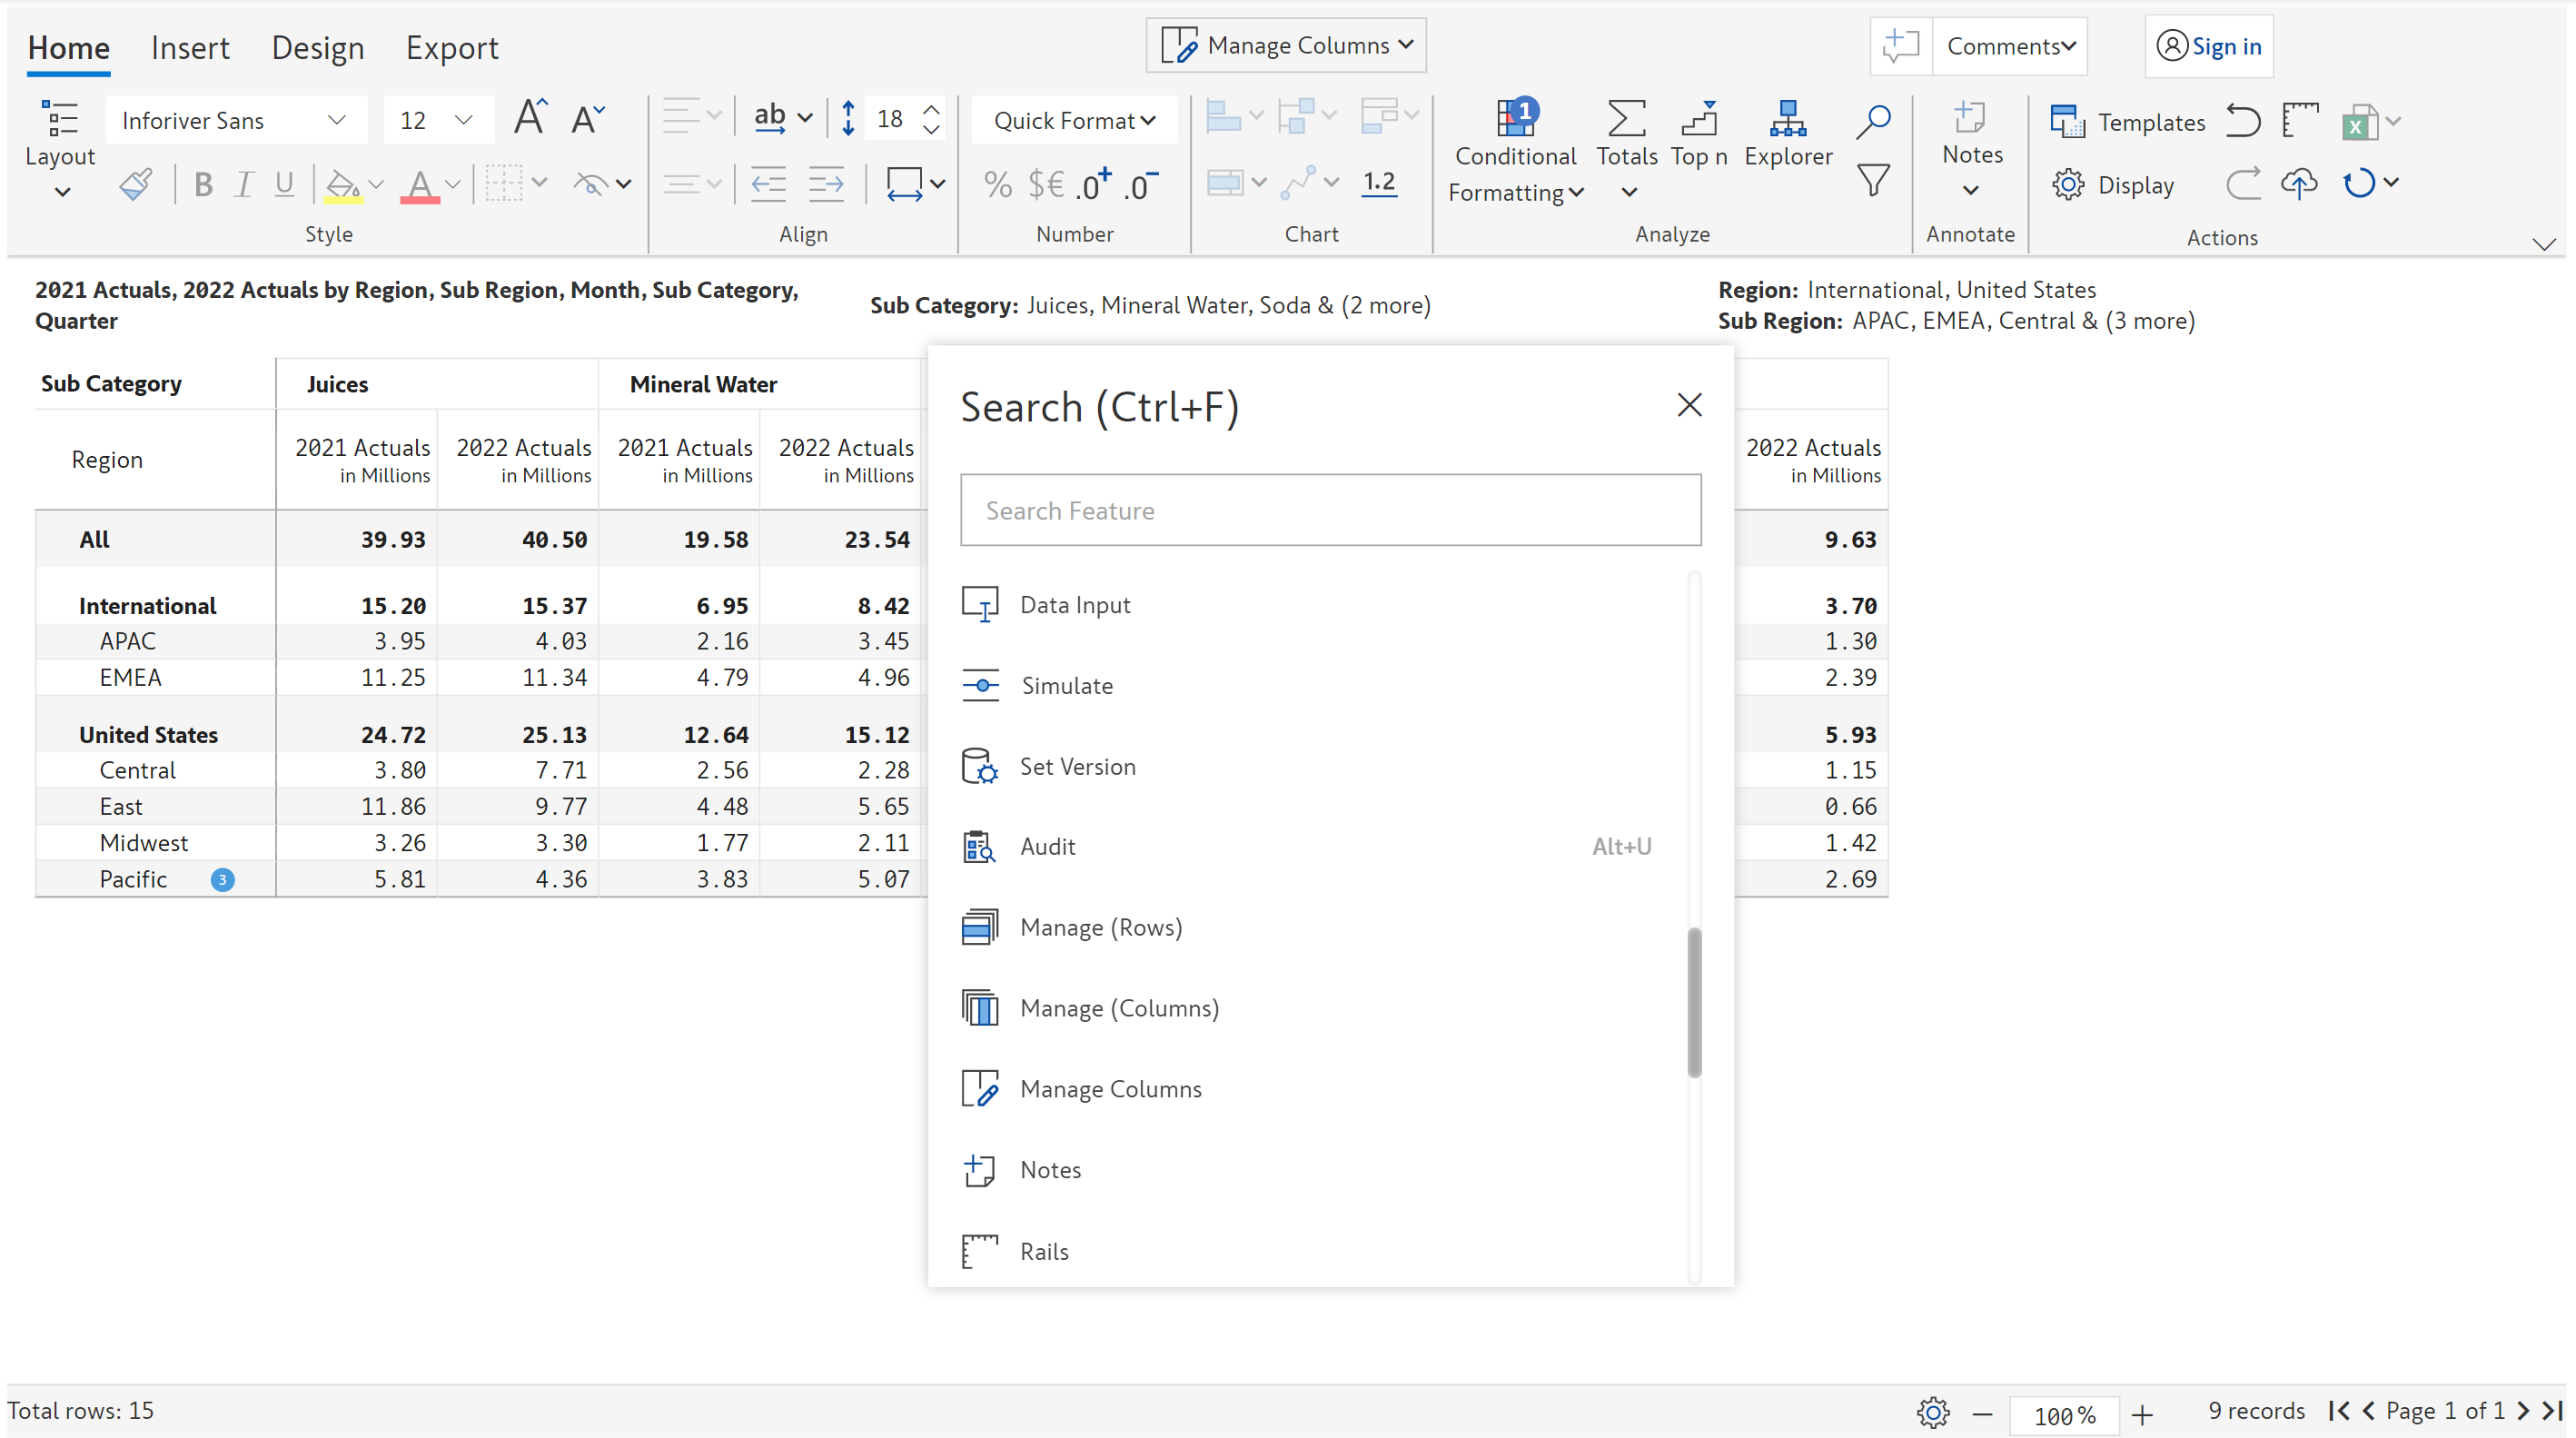 Home Insert Design Export Manage Columns Comments Sign in
Layout Inforiver Sans 12 A A ab 18 Quick Format Conditional Formatting 1 Totals Top n Explorer Notes Templates
B I U A % $€ .0+ .0- 1.2 Display
Style Align Number Chart Analyze Annotate Actions
2021 Actuals, 2022 Actuals by Region, Sub Region, Month, Sub Category,
Quarter
Sub Category: Juices, Mineral Water, Soda & (2 more)
Region: International, United States
Sub Region: APAC, EMEA, Central & (3 more)
Sub Category Juices Mineral Water
Region 2021 Actuals 2022 Actuals 2021 Actuals 2022 Actuals 2022 Actuals
in Millions in Millions in Millions in Millions in Millions
All 39.93 40.50 19.58 23.54 9.63
International 15.20 15.37 6.95 8.42 3.70
APAC 3.95 4.03 2.16 3.45 1.30
EMEA 11.25 11.34 4.79 4.96 2.39
United States 24.72 25.13 12.64 15.12 5.93
Central 3.80 7.71 2.56 2.28 1.15
East 11.86 9.77 4.48 5.65 0.66
Midwest 3.26 3.30 1.77 2.11 1.42
Pacific 3 5.81 4.36 3.83 5.07 2.69
Search (Ctrl+F)
Search Feature
Data Input
Simulate
Set Version
Audit Alt+U
Manage (Rows)
Manage (Columns)
Manage Columns
Notes
Rails
Total rows: 15 100% 9 records Page 1 of 1